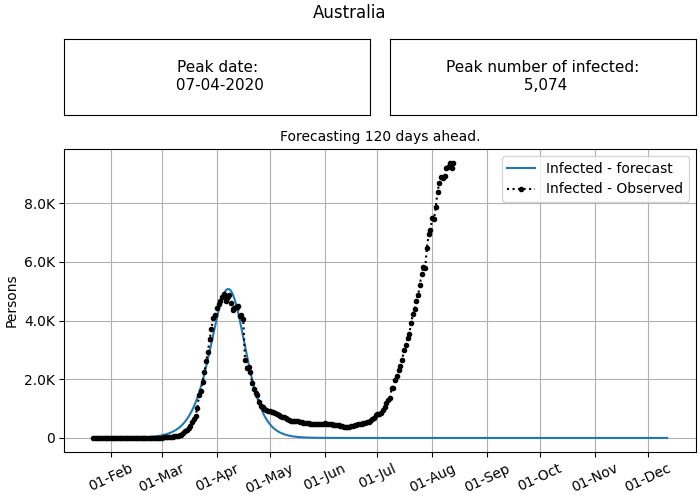 Australia
Peak date:
07-04-2020
Peak number of infected:
5,074
Forecasting 120 days ahead.
Infected - forecast
Infected - Observed
8.0K
6.0K
4.0K
2.0K
0
Persons
01-Feb
01-Mar
01-Apr
01-May
01-Jun
01-Jul
01-Aug
01-Sep
01-Oct
01-Nov
01-Dec